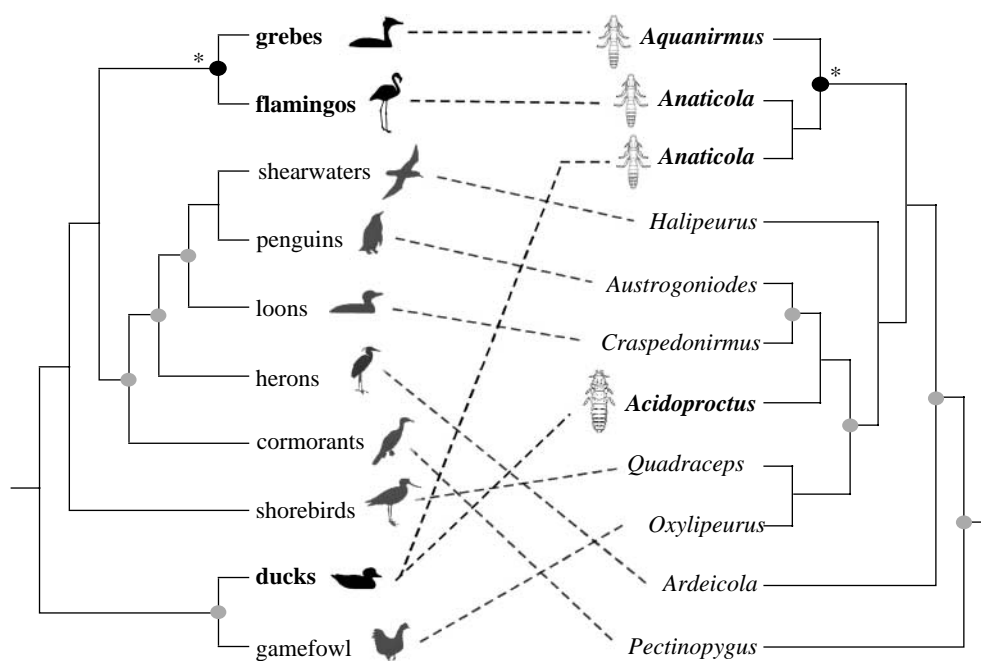 grebes
Aquanirmus
*
*
flamingos
Anaticola
Anaticola
shearwaters
Halipeurus
penguins
Austrogoniodes
loons
Craspedonirmus
herons
Acidoproctus
cormorants
Quadraceps
shorebirds
Oxylipeurus
ducks
Ardeicola
gamefowl
Pectinopygus